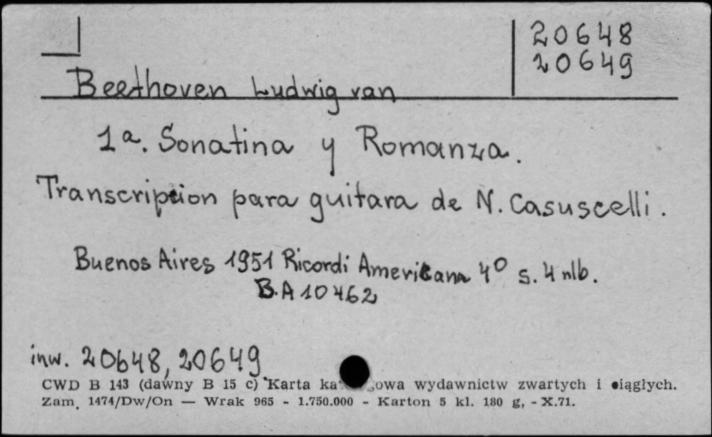 20648
20649
Beethoven Ludwig van
1a. Sonatina y Romanza.
Transcription para guitara de N. Casuscelli.
Buenos Aires 1951 Ricordi Americana 4° s. 4 nlb.
B.A 10462
inw. 20648, 20649
CWD B 143 (dawny B 15 c) Karta ka owa wydawnictw zwartych i iągłych.
Zam. 1474/Dw/On — Wrak 965 - 1.750.000 - Karton 5 kl. 180 g, - X.71.